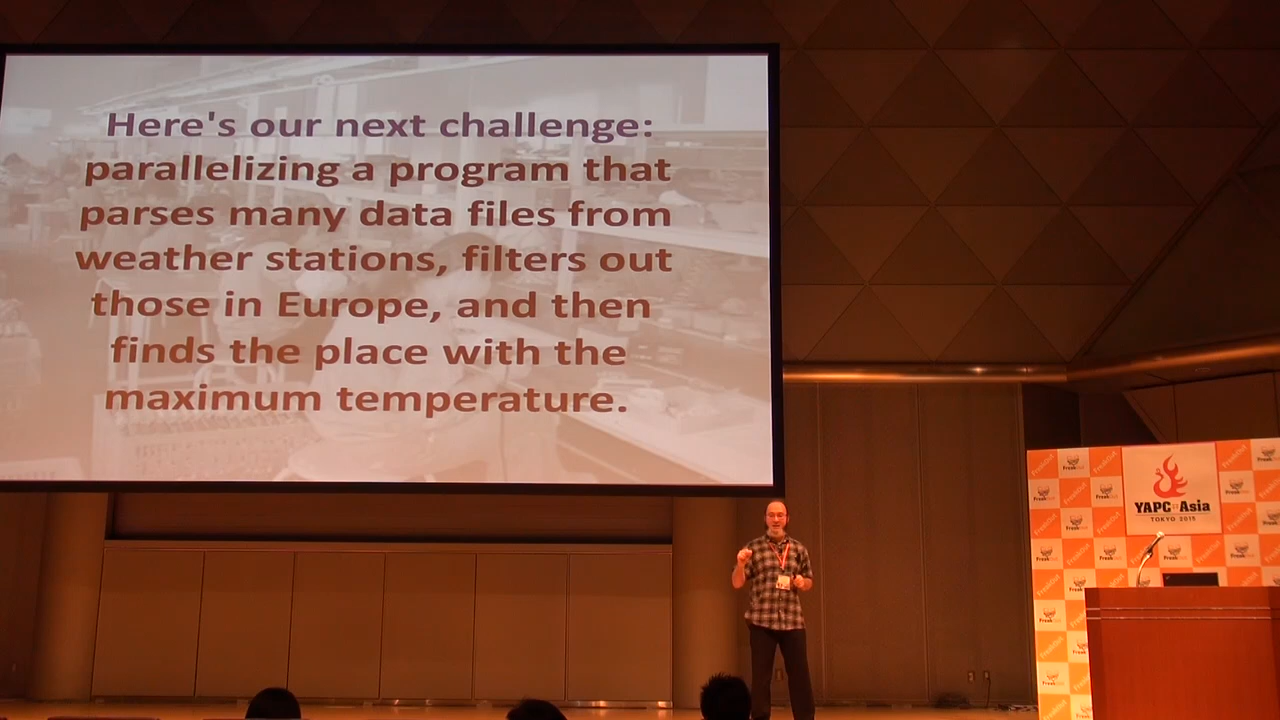 Here's our next challenge:
parallelizing a program that
parses many data files from
weather stations, filters out
those in Europe, and then
finds the place with the
maximum temperature.
YAPC::Asia
TOKYO 2015
FreakOut